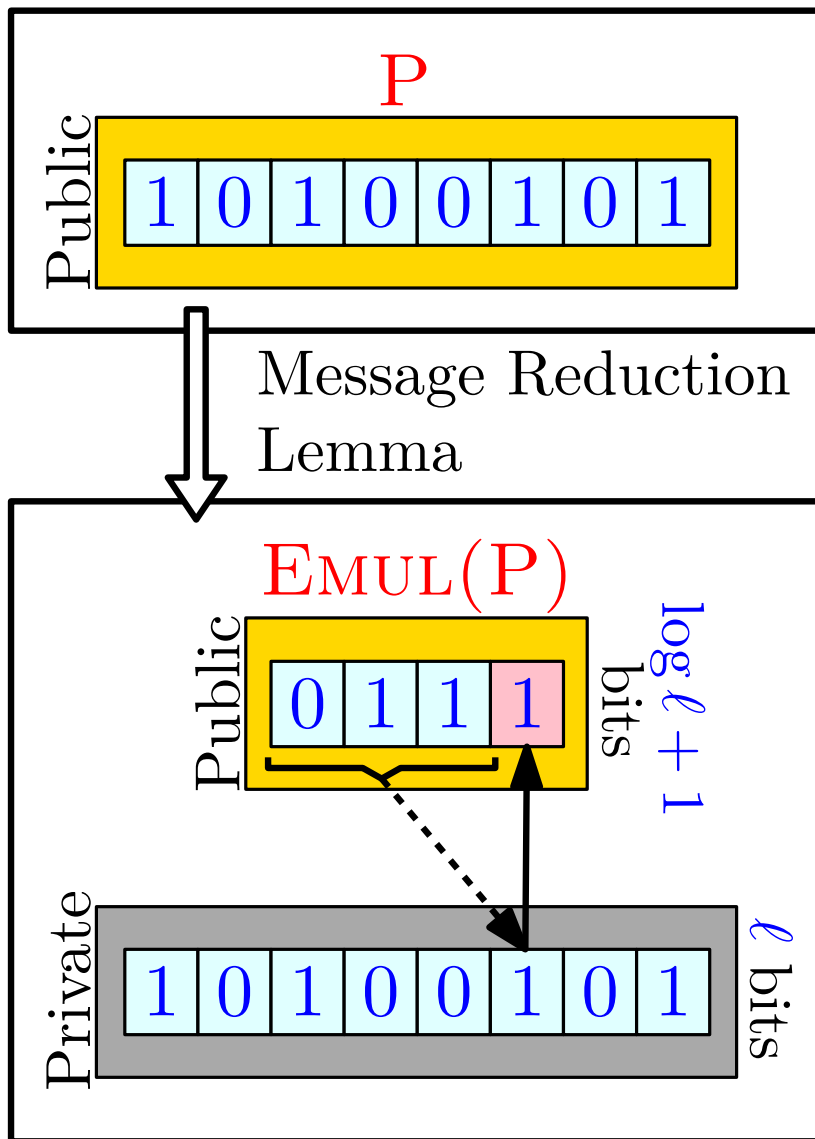 P
Public
1 0 1 0 0 1 0 1
Message Reduction
Lemma
EMUL(P)
Public
0 1 1 1
log ℓ + 1
bits
Private
1 0 1 0 0 1 0 1
ℓ bits